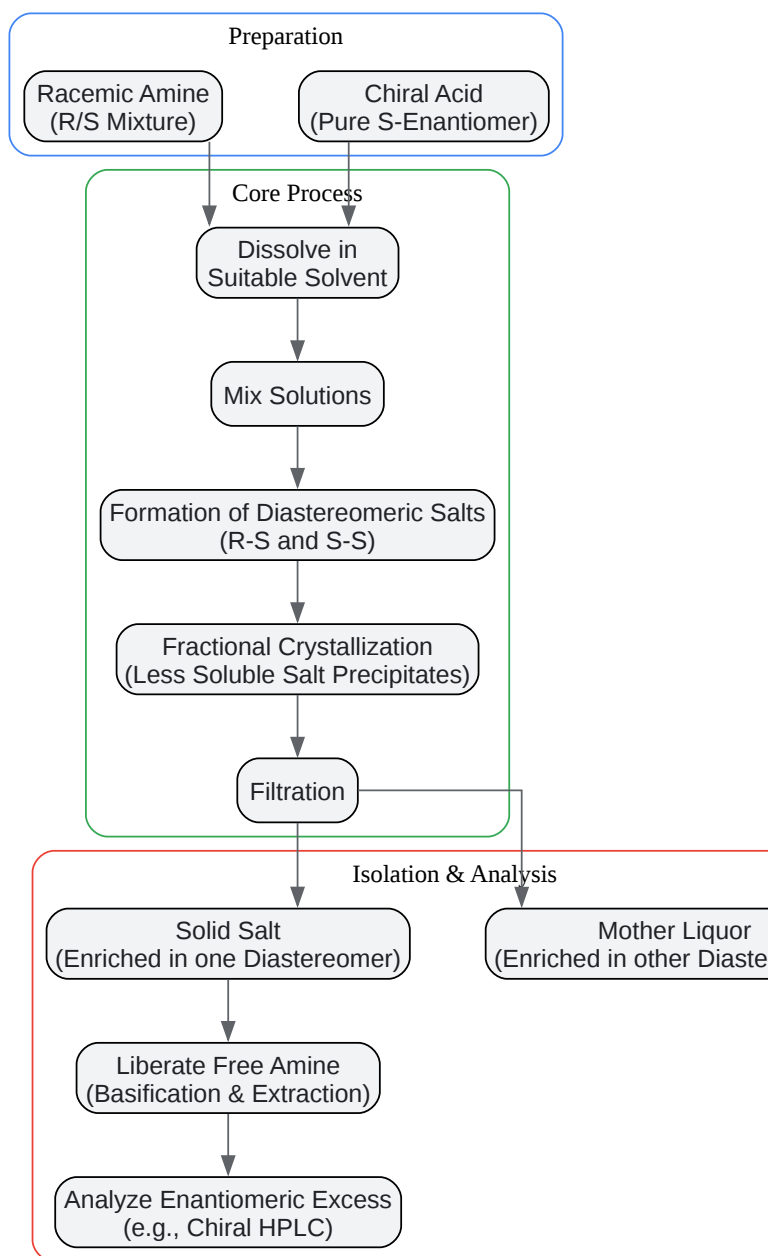 Preparation
Racemic Amine
(R/S Mixture)
Chiral Acid
(Pure S-Enantiomer)
Core Process
Dissolve in
Suitable Solvent
Mix Solutions
Formation of Diastereomeric Salts
(R-S and S-S)
Fractional Crystallization
(Less Soluble Salt Precipitates)
Filtration
Isolation & Analysis
Solid Salt
(Enriched in one Diastereomer)
Mother Liquor
(Enriched in other
Liberate Free Amine
(Basification & Extraction)
Analyze Enantiomeric Excess
(e.g., Chiral HPLC)